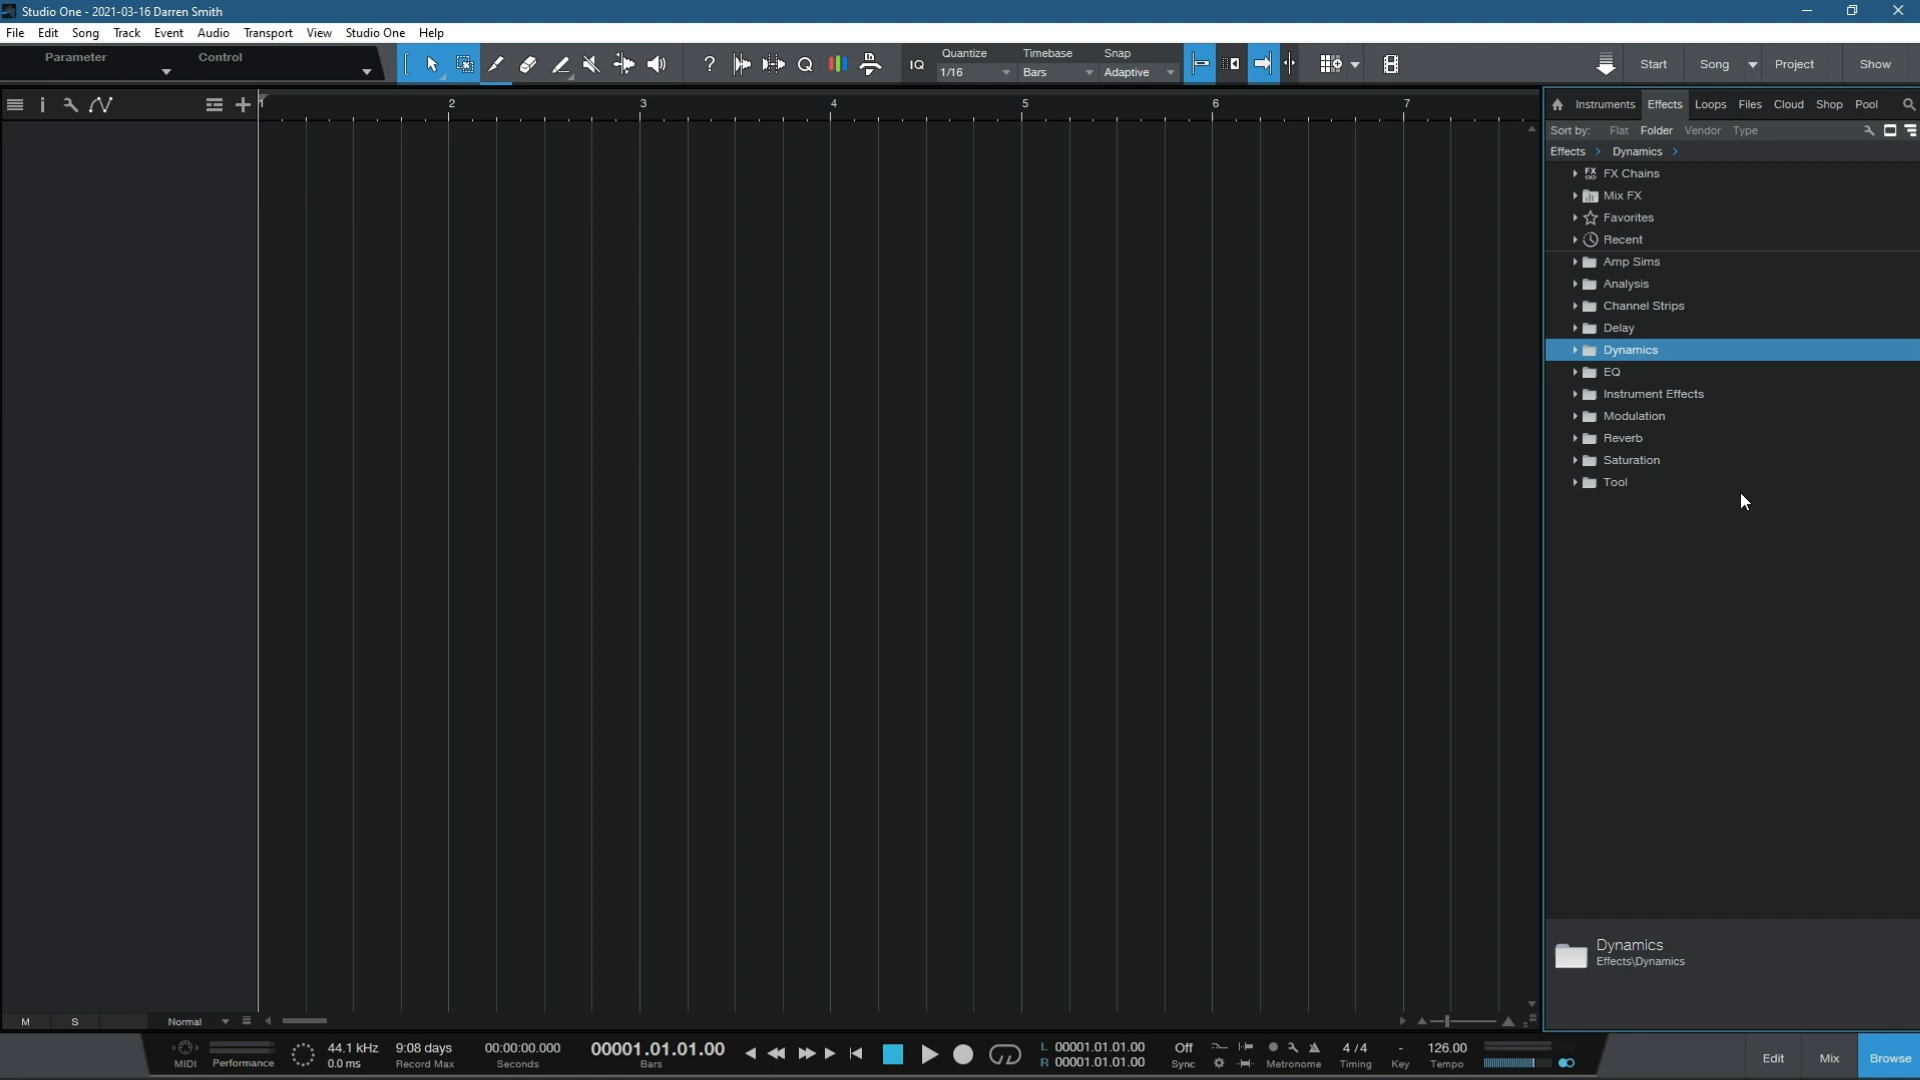 Studio One - 2021-03-16 Darren Smith
File Edit Song Track Event Audio Transport View Studio One Help
Parameter Control
IQ Quantize 1/16 Timebase Bars Snap Adaptive
Start Song Project Show
1 2 3 4 5 6 7
Instruments Effects Loops Files Cloud Shop Pool
Sort by: Flat Folder Vendor Type
Effects > Dynamics >
FX Chains
Mix FX
Favorites
Recent
Amp Sims
Analysis
Channel Strips
Delay
Dynamics
EQ
Instrument Effects
Modulation
Reverb
Saturation
Tool
Dynamics
Effects\Dynamics
M S Normal
MIDI Performance
44.1 kHz
0.0 ms
9:08 days
Record Max
00:00:00.000
Seconds
00001.01.01.00
Bars
L 00001.01.01.00
R 00001.01.01.00
Off
Sync
Metronome
4 / 4
Timing
-
Key
126.00
Tempo
Edit Mix Browse